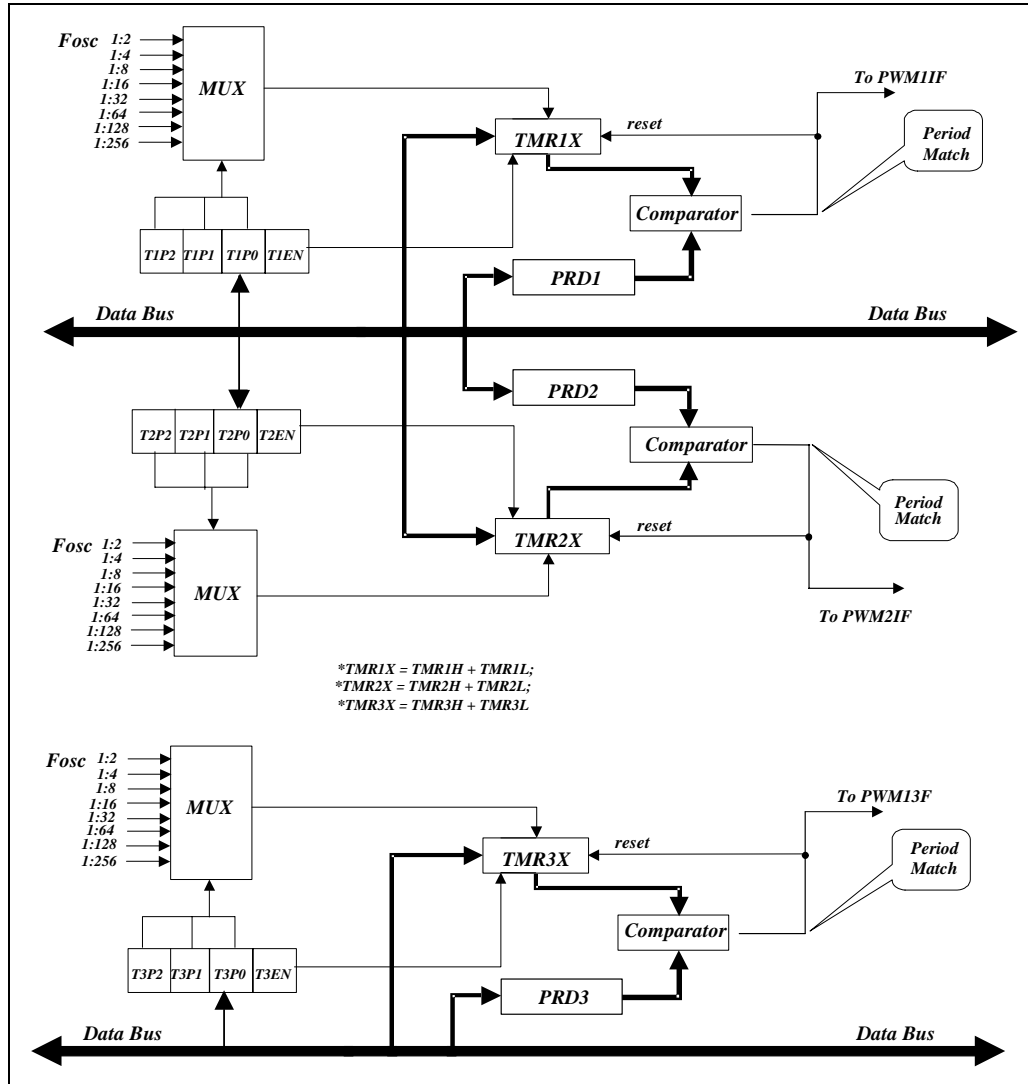 Fosc 1:2
1:4
1:8
1:16
1:32
1:64
1:128
1:256
MUX
T1P2 T1P1 T1P0 T1EN
TMR1X
reset
To PWM1IF
Period
Match
Comparator
PRD1
Data Bus Data Bus
PRD2
T2P2 T2P1 T2P0 T2EN
Comparator
Period
Match
TMR2X
reset
Fosc 1:2
1:4
1:8
1:16
1:32
1:64
1:128
1:256
MUX
To PWM2IF
*TMR1X = TMR1H + TMR1L;
*TMR2X = TMR2H + TMR2L;
*TMR3X = TMR3H + TMR3L
Fosc 1:2
1:4
1:8
1:16
1:32
1:64
1:128
1:256
MUX
To PWM13F
TMR3X
reset
Period
Match
Comparator
T3P2 T3P1 T3P0 T3EN
PRD3
Data Bus Data Bus